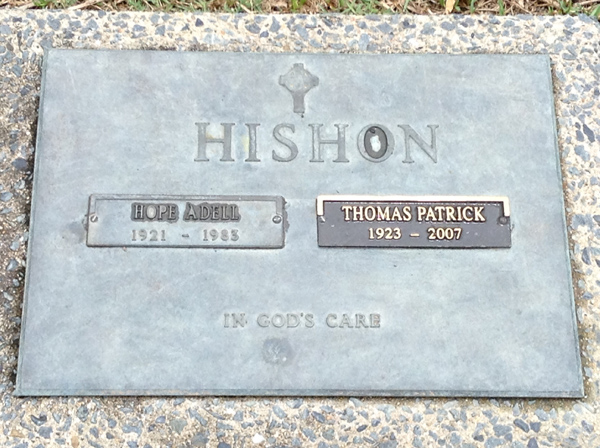 HISHON
HOPE ADELL
1921 - 1983
THOMAS PATRICK
1923 - 2007
IN GOD'S CARE